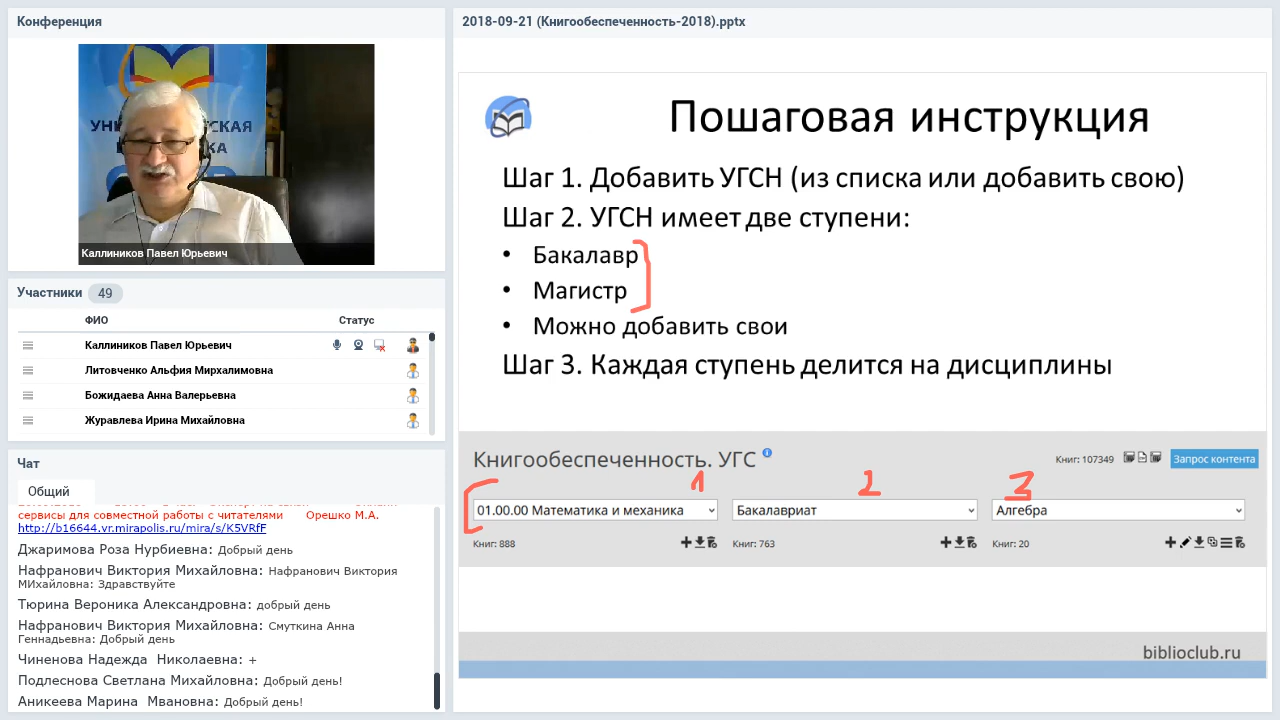 Конференция
УНИ
СКАЯ
КА
Каллиников Павел Юрьевич
Участники 49
ФИО Статус
Каллиников Павел Юрьевич
Литовченко Альфия Мирхалимовна
Божидаева Анна Валерьевна
Журавлева Ирина Михайловна
Чат
Общий
сервисы для совместной работы с читателями Орешко М.А.
http://b16644.vr.mirapolis.ru/mira/s/K5VRfF
Джаримова Роза Нурбиевна: Добрый день
Нафранович Виктория Михайловна: Нафранович Виктория
МИхайловна: Здравствуйте
Тюрина Вероника Александровна: добрый день
Нафранович Виктория Михайловна: Смуткина Анна
Геннадьевна: Добрый день
Чиненова Надежда Николаевна: +
Подлеснова Светлана Михайловна: Добрый день!
Аникеева Марина Мвановна: Добрый день!
2018-09-21 (Книгообеспеченность-2018).pptx
Пошаговая инструкция
Шаг 1. Добавить УГСН (из списка или добавить свою)
Шаг 2. УГСН имеет две ступени:
• Бакалавр
• Магистр
• Можно добавить свои
Шаг 3. Каждая ступень делится на дисциплины
Книгообеспеченность. УГС
Книг: 107349 Запрос контента
1 2 3
01.00.00 Математика и механика Бакалавриат Алгебра
Книг: 888 Книг: 763 Книг: 20
biblioclub.ru